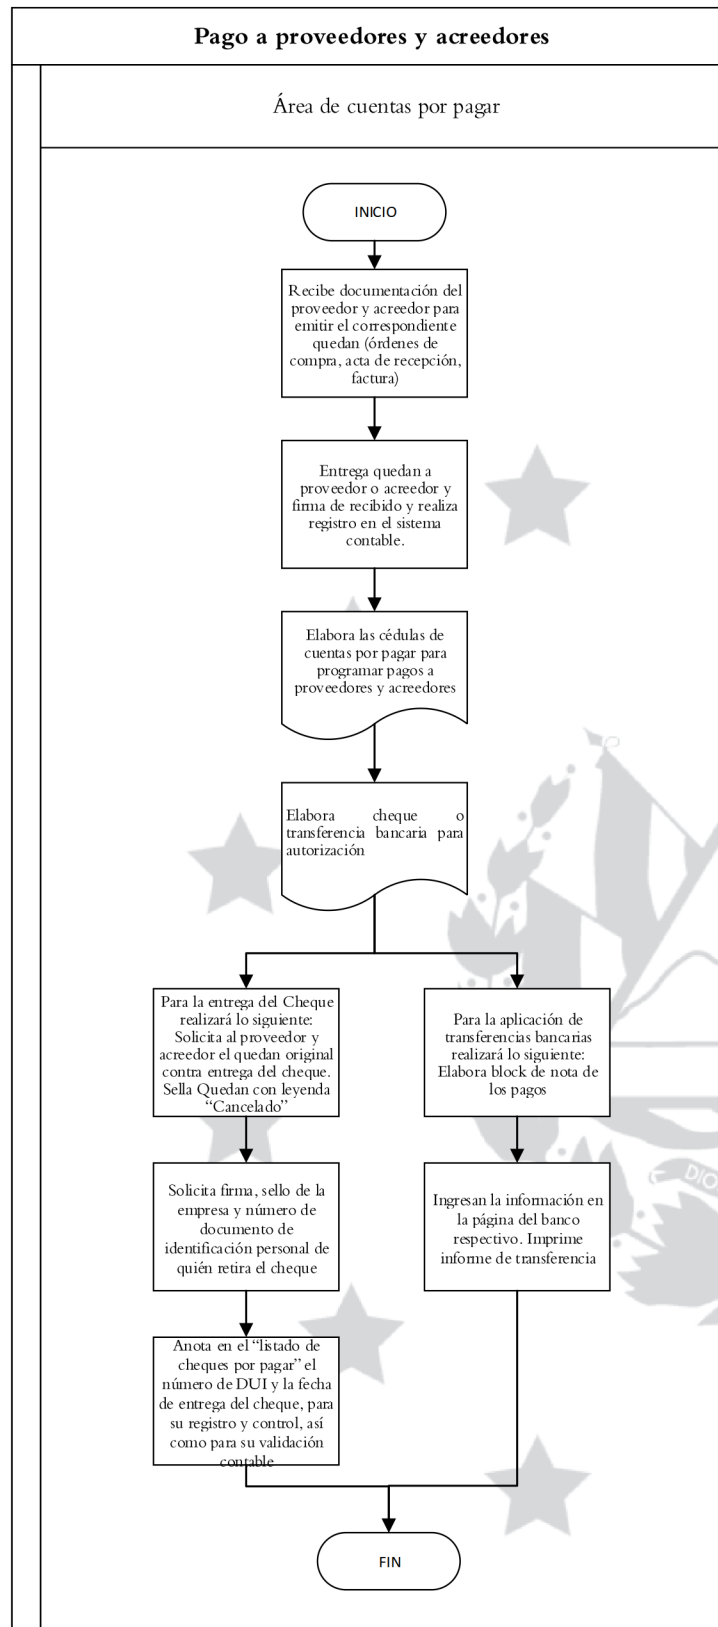 Pago a proveedores y acreedores
Área de cuentas por pagar
INICIO
Recibe documentación del
proveedor y acreedor para
emitir el correspondiente
quedan (órdenes de
compra, acta de recepción,
factura)
Entrega quedan a
proveedor o acreedor y
firma de recibido y realiza
registro en el sistema
contable.
Elabora las cédulas de
cuentas por pagar para
programar pagos a
proveedores y acreedores
Elabora cheque o
transferencia bancaria para
autorización
Para la entrega del Cheque
realizará lo siguiente:
Solicita al proveedor y
acreedor el quedan original
contra entrega del cheque.
Sella Quedan con leyenda
“Cancelado”
Para la aplicación de
transferencias bancarias
realizará lo siguiente:
Elabora block de nota de
los pagos
Solicita firma, sello de la
empresa y número de
documento de
identificación personal de
quién retira el cheque
Ingresan la información en
la página del banco
respectivo. Imprime
informe de transferencia
Anota en el “listado de
cheques por pagar” el
número de DUI y la fecha
de entrega del cheque, para
su registro y control, así
como para su validación
contable
FIN
DIO